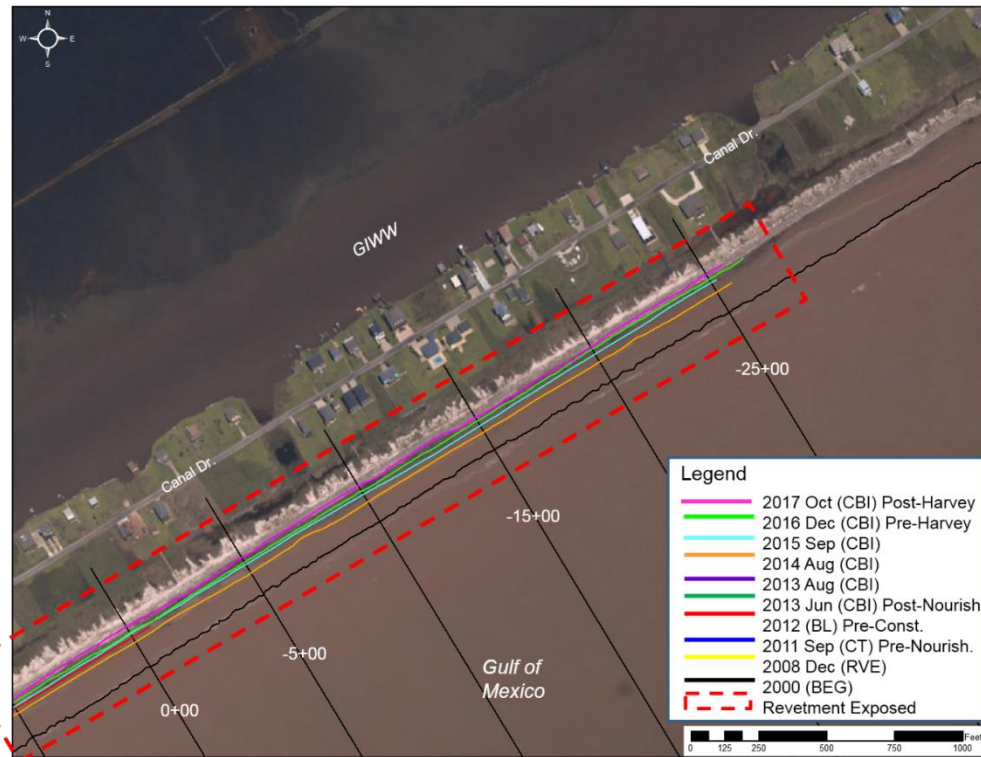 N
W E
S
Canal Dr.
GIWW
-25+00
Canal Dr.
-15+00
-5+00
Gulf of
Mexico
0+00
Legend
2017 Oct (CBI) Post-Harvey
2016 Dec (CBI) Pre-Harvey
2015 Sep (CBI)
2014 Aug (CBI)
2013 Aug (CBI)
2013 Jun (CBI) Post-Nourish
2012 (BL) Pre-Const.
2011 Sep (CT) Pre-Nourish.
2008 Dec (RVE)
2000 (BEG)
Revetment Exposed
Feet
0 125 250 500 750 1000